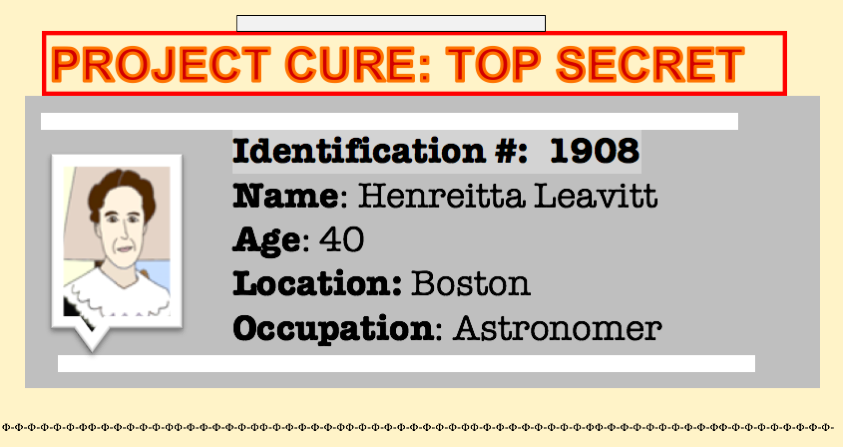 PROJECT CURE: TOP SECRET
Identification #:  1908
Name: Henreitta Leavitt
Age: 40
Location: Boston
Occupation: Astronomer